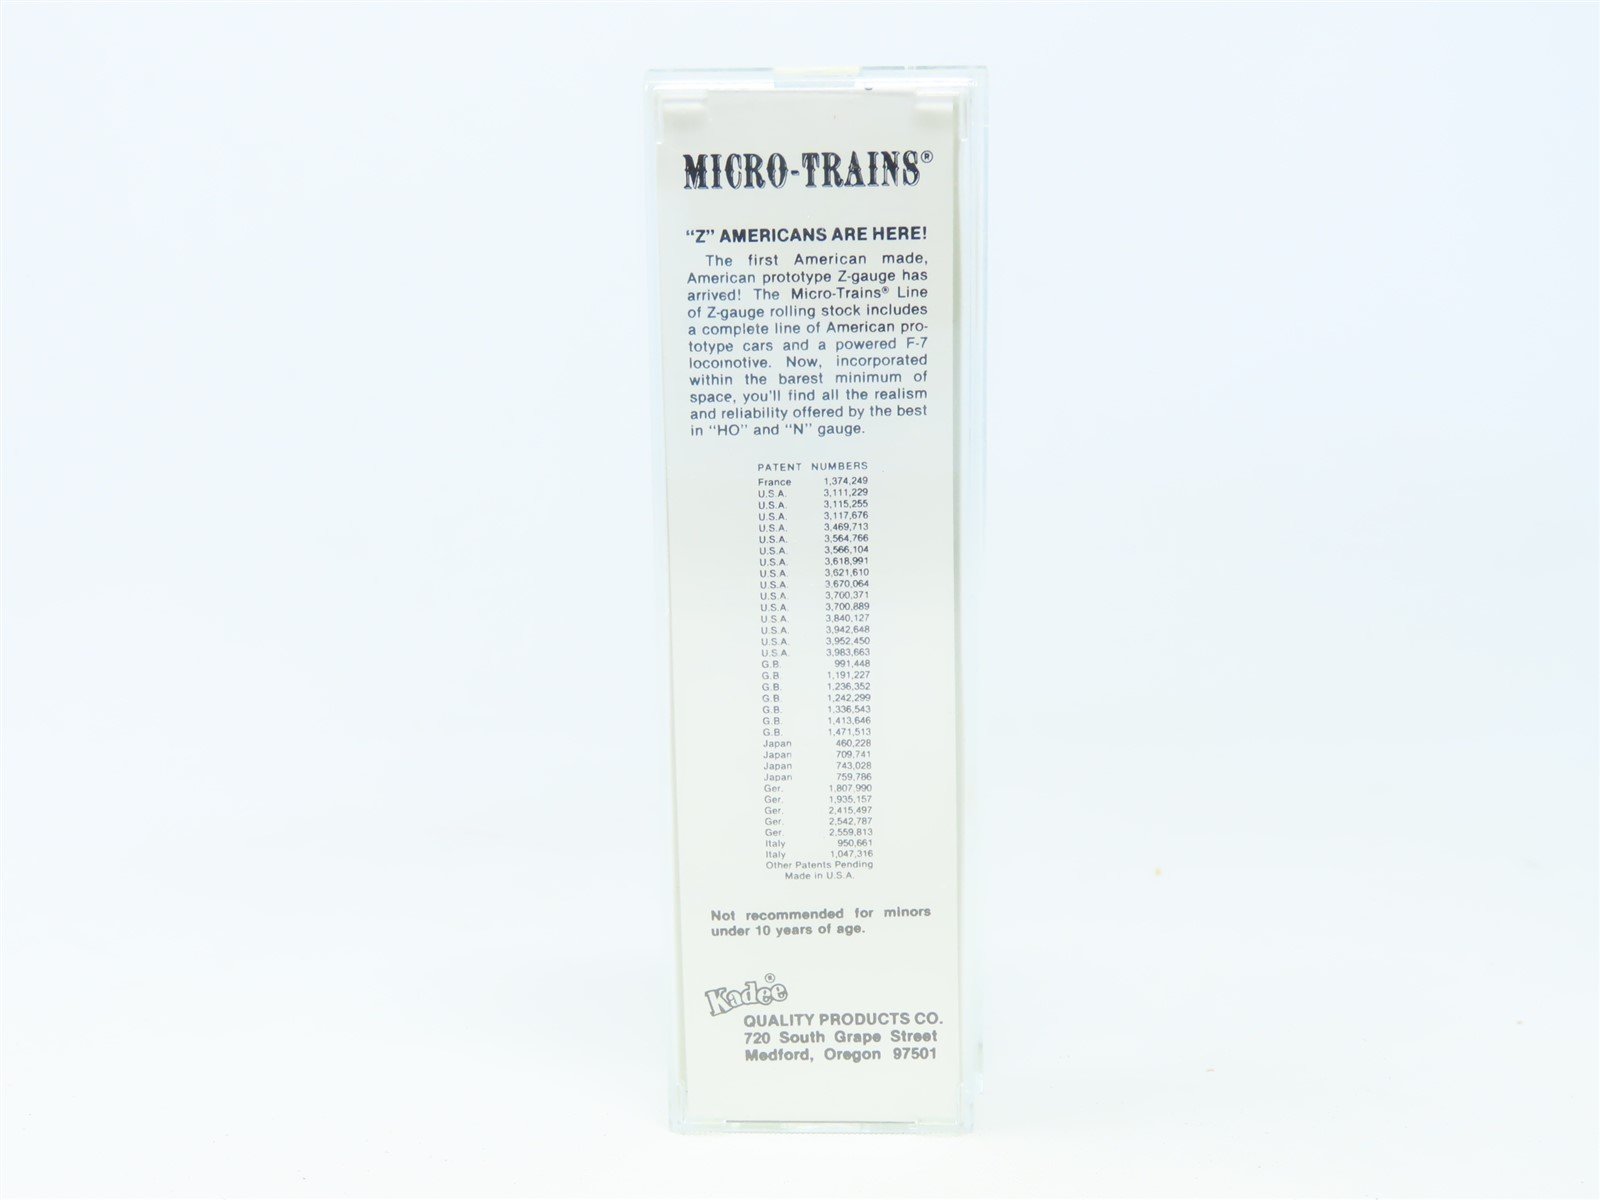 MICRO-TRAINS®
"Z" AMERICANS ARE HERE!
The first American made,
American prototype Z-gauge has
arrived! The Micro-Trains® Line
of Z-gauge rolling stock includes
a complete line of American pro-
totype cars and a powered F-7
locomotive. Now, incorporated
within the barest minimum of
space, you'll find all the realism
and reliability offered by the best
in "HO" and "N" gauge.
PATENT NUMBERS
France 1,374,249
U.S.A. 3,111,229
U.S.A. 3,115,255
U.S.A. 3,117,676
U.S.A. 3,469,713
U.S.A. 3,564,766
U.S.A. 3,566,104
U.S.A. 3,618,991
U.S.A. 3,621,610
U.S.A. 3,670,064
U.S.A. 3,700,371
U.S.A. 3,700,889
U.S.A. 3,840,127
U.S.A. 3,942,648
U.S.A. 3,952,450
U.S.A. 3,983,663
G.B. 991,448
G.B. 1,191,227
G.B. 1,236,352
G.B. 1,242,299
G.B. 1,336,543
G.B. 1,413,646
G.B. 1,471,513
Japan 460,228
Japan 709,741
Japan 743,028
Japan 759,786
Ger. 1,807,990
Ger. 1,935,157
Ger. 2,415,497
Ger. 2,542,787
Ger. 2,559,813
Italy 950,661
Italy 1,047,316
Other Patents Pending
Made in U.S.A.
Not recommended for minors
under 10 years of age.
Kadee®
QUALITY PRODUCTS CO.
720 South Grape Street
Medford, Oregon 97501